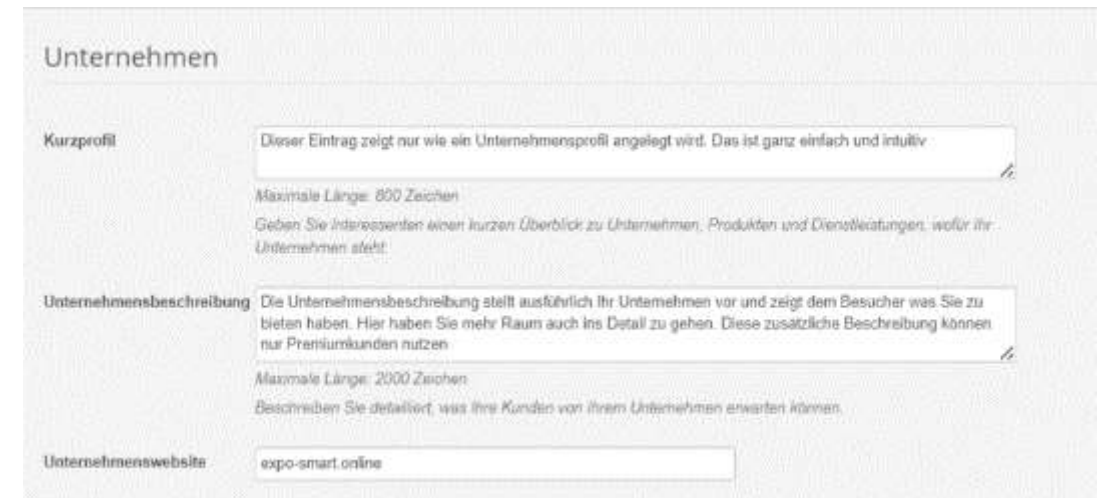 Unternehmen
Kurzprofil
Dieser Eintrag zeigt nur wie ein Unternehmensprofil angelegt wird. Das ist ganz einfach und intuitiv
Maximale Länge: 800 Zeichen
Geben Sie Interessenten einen kurzen Überblick zu Unternehmen, Produkten und Dienstleistungen, wofür ihr
Unternehmen steht.
Unternehmensbeschreibung
Die Unternehmensbeschreibung stellt ausführlich Ihr Unternehmen vor und zeigt dem Besucher was Sie zu
bieten haben. Hier haben Sie mehr Raum auch ins Detail zu gehen. Diese zusätzliche Beschreibung können
nur Premiumkunden nutzen
Maximale Länge: 2000 Zeichen
Beschreiben Sie detailliert, was Ihre Kunden von ihrem Unternehmen erwarten können.
Unternehmenswebsite
expo-smart.online